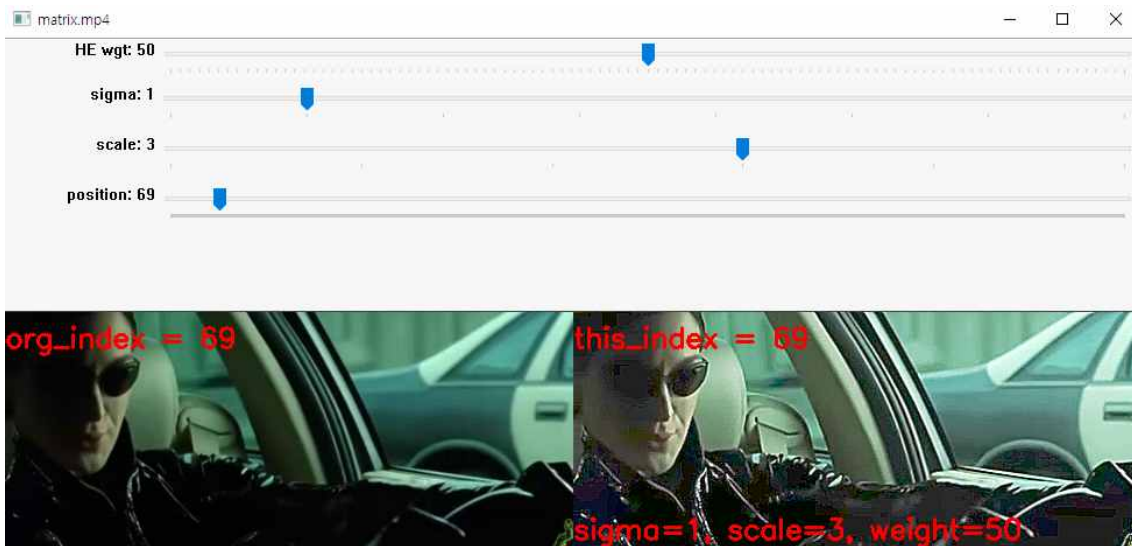 matrix.mp4
HE wgt: 50
sigma: 1
scale: 3
position: 69
org_index = 69
this_index = 69
sigma=1, scale=3, weight=50